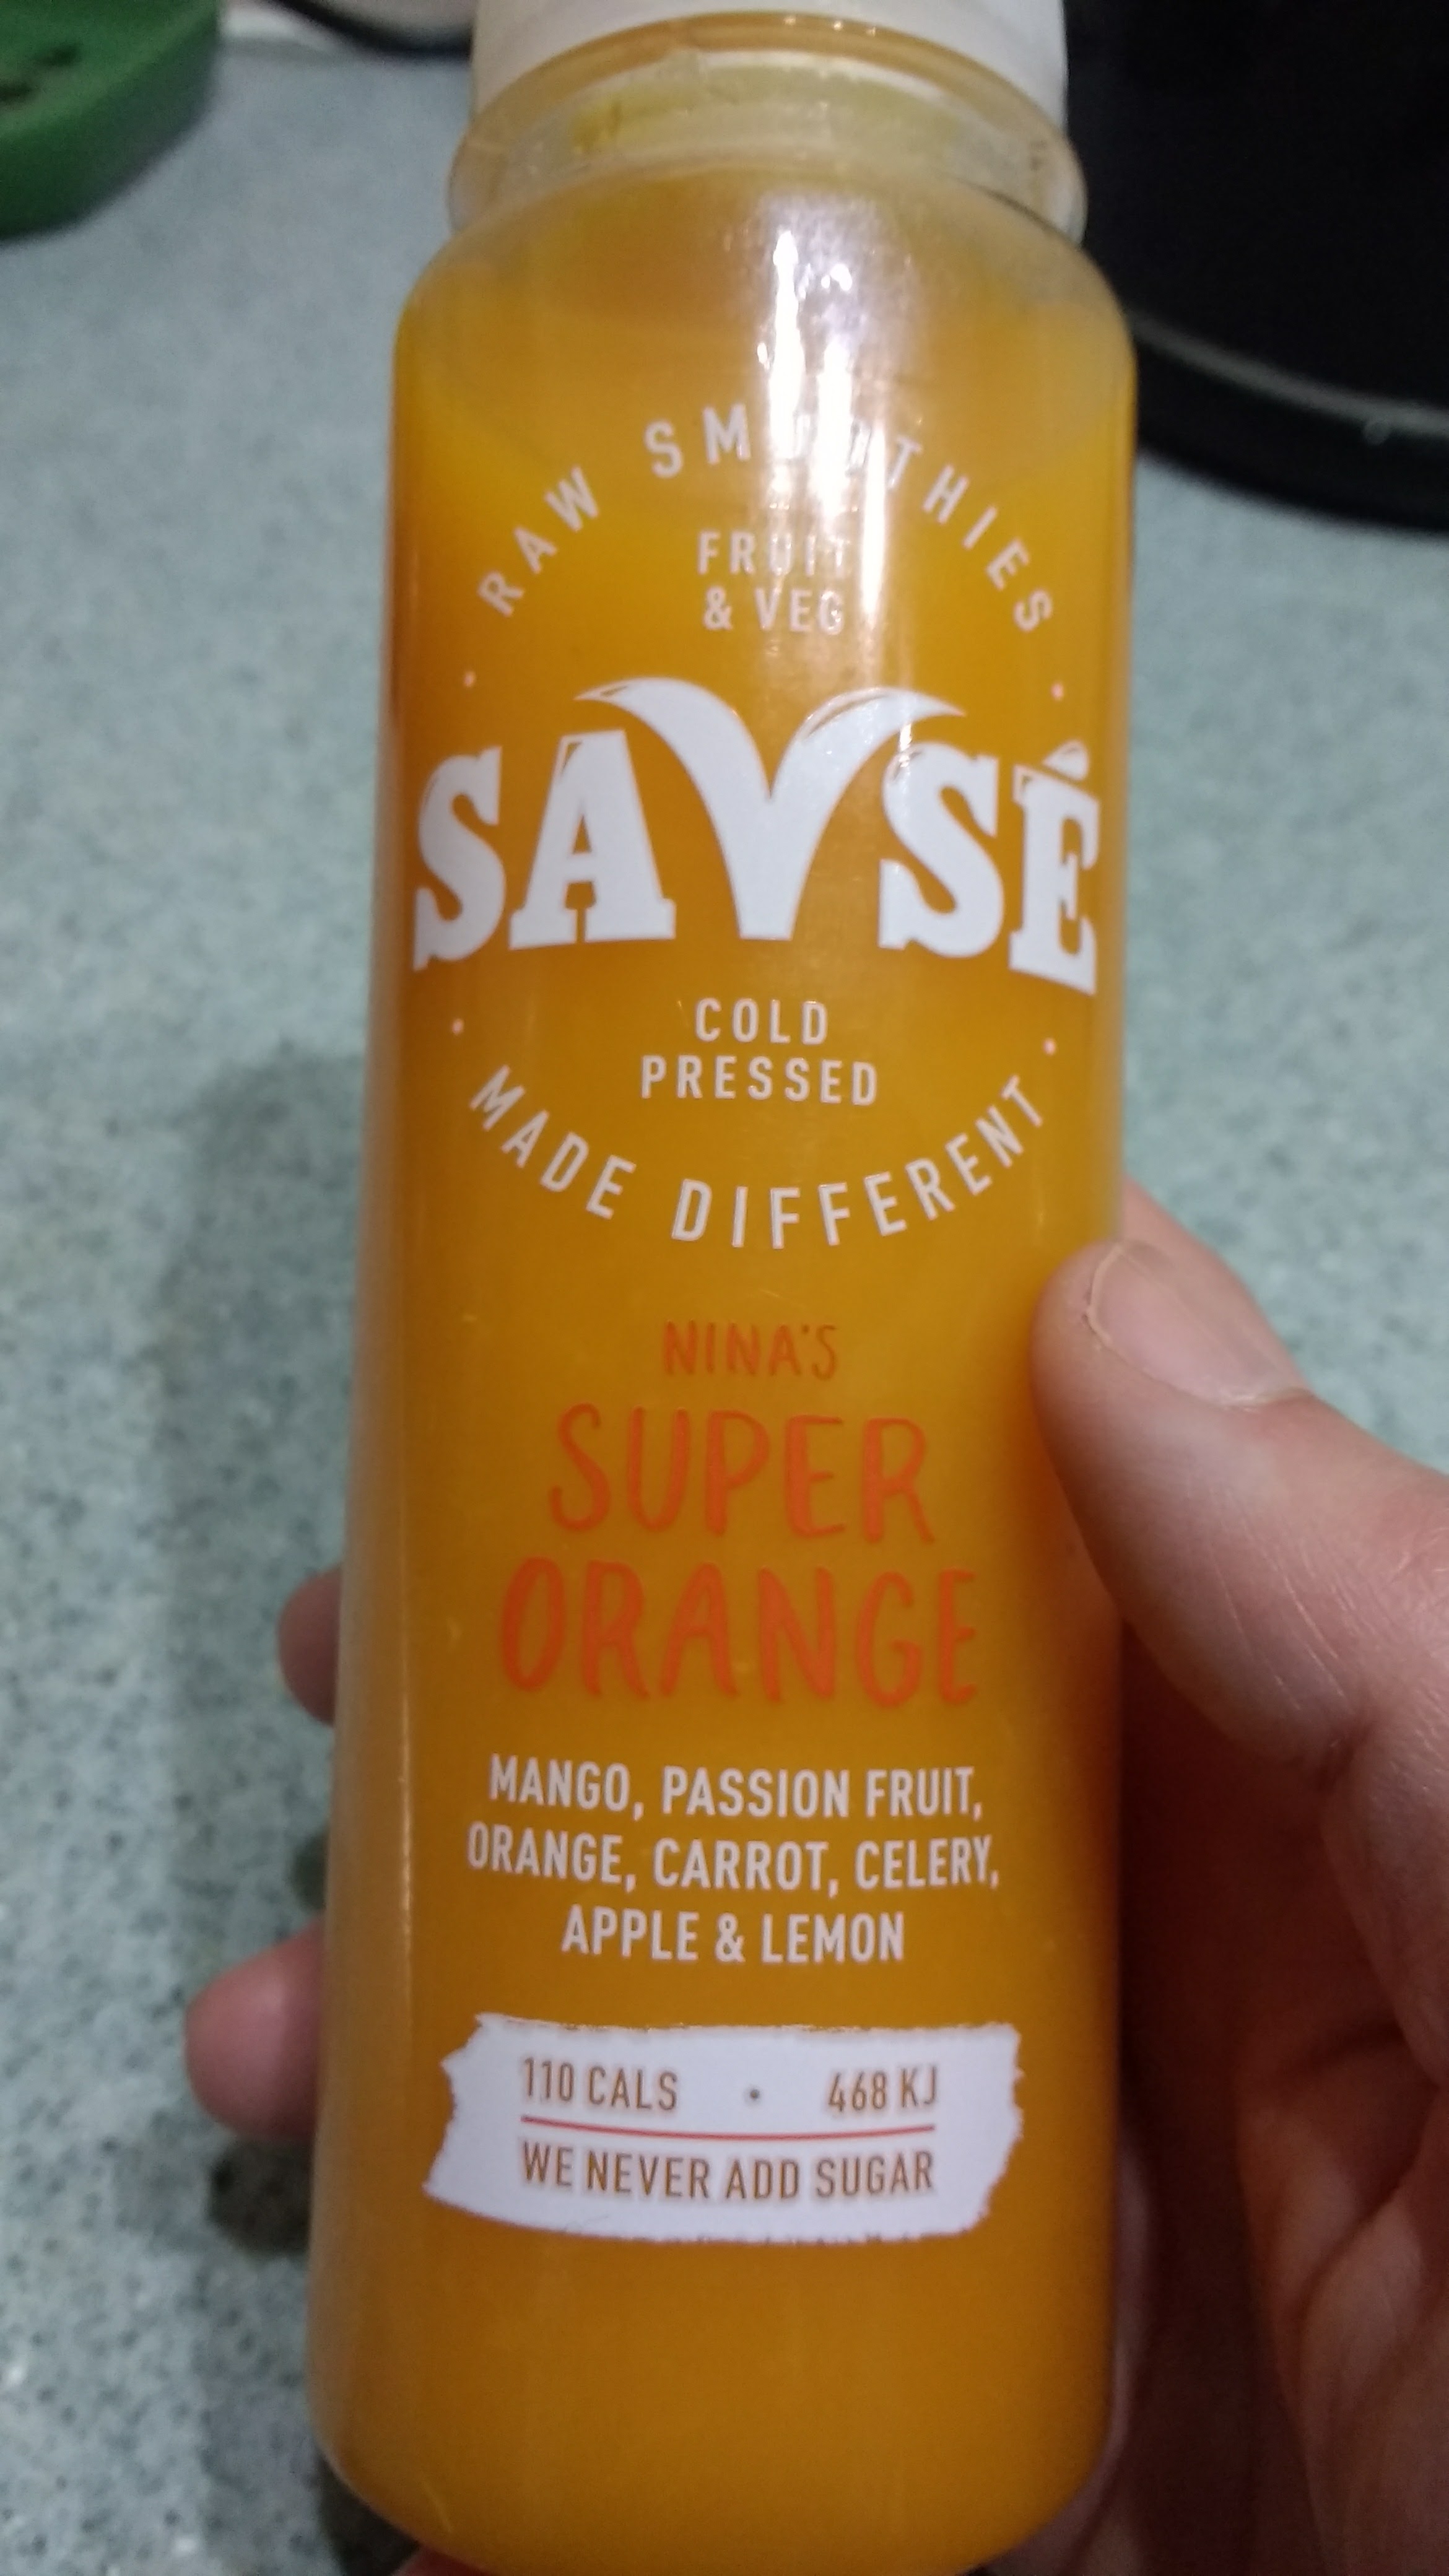 RAW SMOOTHIES
FRUIT
& VEG
SAVSÉ
COLD
PRESSED
MADE DIFFERENT
NINA'S
SUPER
ORANGE
MANGO, PASSION FRUIT,
ORANGE, CARROT, CELERY,
APPLE & LEMON
110 CALS · 468 KJ
WE NEVER ADD SUGAR